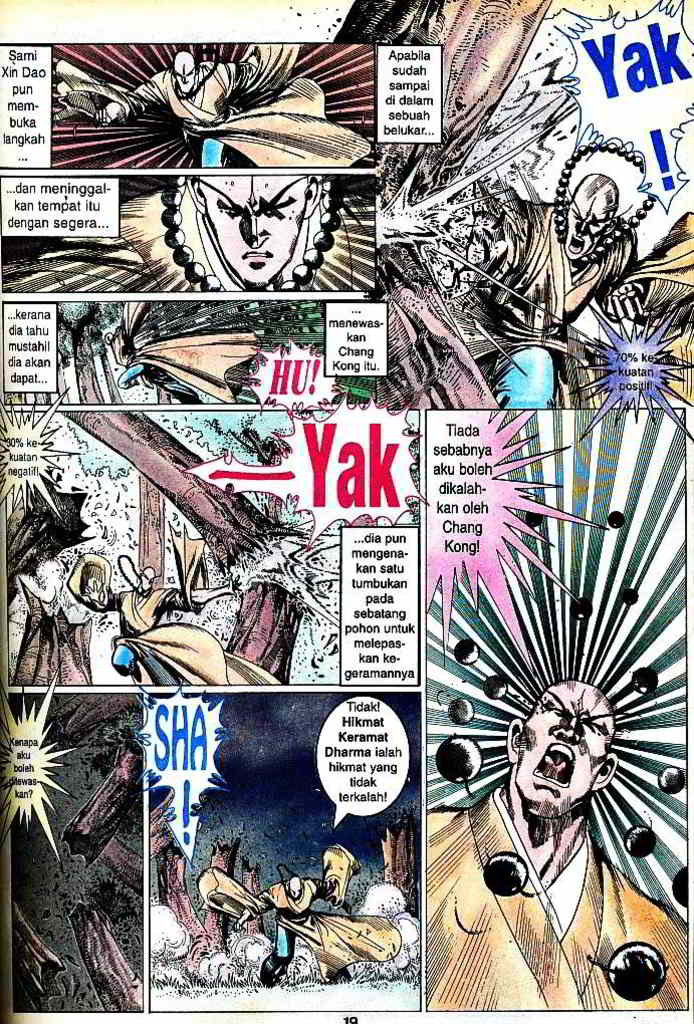 Sami
Xin Dao
pun
mem-
buka
langkah
...
...dan meninggal-
kan tempat itu
dengan segera...
...kerana
dia tahu
mustahil
dia akan
dapat...
...
menewas-
kan
Chang
Kong itu.
HU!
Apabila
sudah
sampai
di dalam
sebuah
belukar...
Yak
!
70% ke
kuatan
positif!
30% ke
kuatan
negatif!
Yak
...dia pun
mengena-
kan satu
tumbukan
pada
sebatang
pohon untuk
melepas-
kan ke-
geramannya
Tiada
sebabnya
aku boleh
dikalah-
kan oleh
Chang
Kong!
Kenapa
aku
boleh
ditewas-
kan?
SHA
!
Tidak!
Hikmat
Keramat
Dharma ialah
hikmat yang
tidak
terkalah!
19